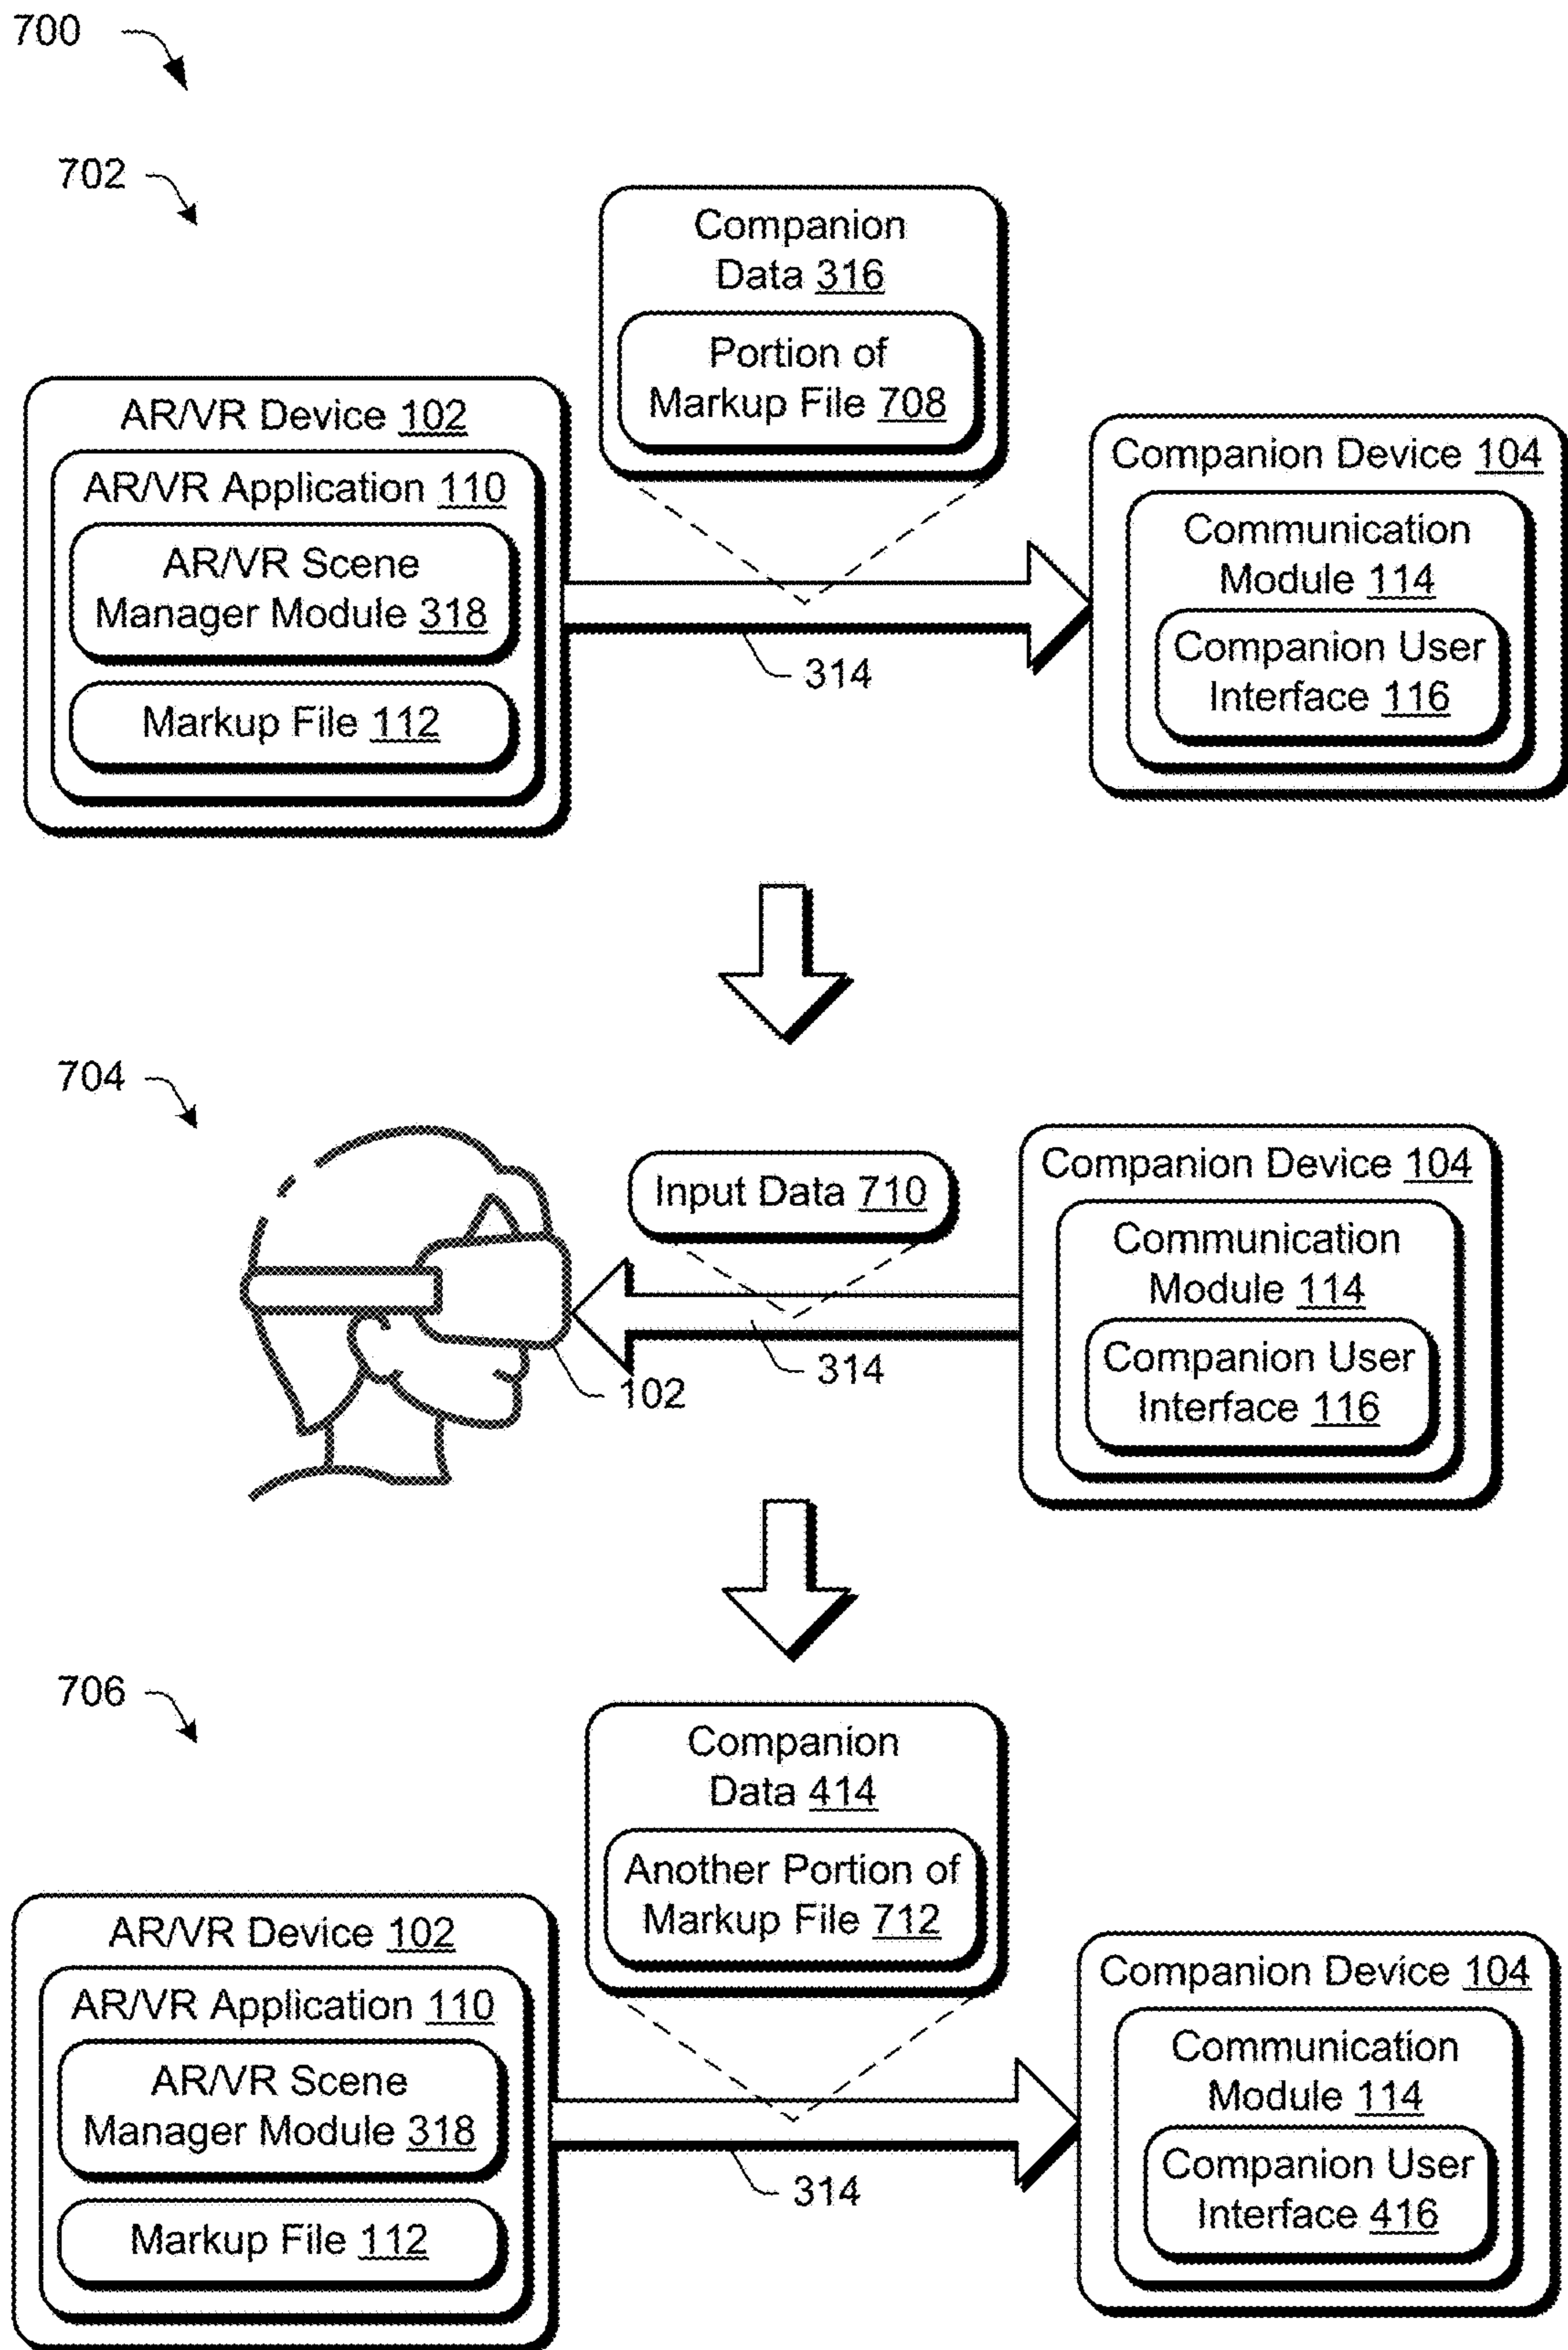 700
702
Companion
Data 316
Portion of
Markup File 708
AR/VR Device 102
AR/VR Application 110
AR/VR Scene
Manager Module 318
Markup File 112
314
Companion Device 104
Communication
Module 114
Companion User
Interface 116
704
Input Data 710
102
314
Companion Device 104
Communication
Module 114
Companion User
Interface 116
706
Companion
Data 414
Another Portion of
Markup File 712
AR/VR Device 102
AR/VR Application 110
AR/VR Scene
Manager Module 318
Markup File 112
314
Companion Device 104
Communication
Module 114
Companion User
Interface 416